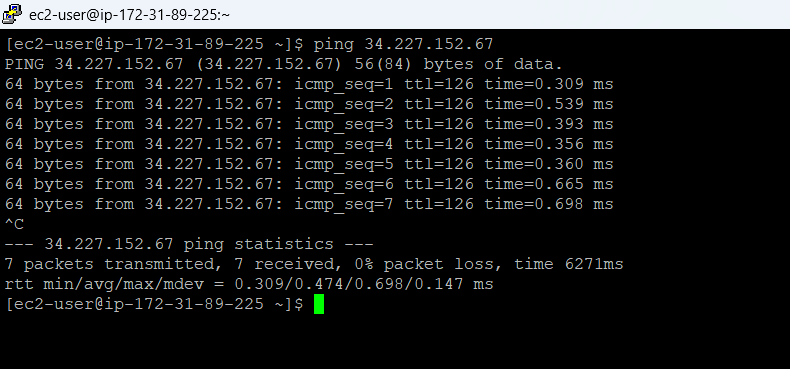 ec2-user@ip-172-31-89-225:~
[ec2-user@ip-172-31-89-225 ~]$ ping 34.227.152.67
PING 34.227.152.67 (34.227.152.67) 56(84) bytes of data.
64 bytes from 34.227.152.67: icmp_seq=1 ttl=126 time=0.309 ms
64 bytes from 34.227.152.67: icmp_seq=2 ttl=126 time=0.539 ms
64 bytes from 34.227.152.67: icmp_seq=3 ttl=126 time=0.393 ms
64 bytes from 34.227.152.67: icmp_seq=4 ttl=126 time=0.356 ms
64 bytes from 34.227.152.67: icmp_seq=5 ttl=126 time=0.360 ms
64 bytes from 34.227.152.67: icmp_seq=6 ttl=126 time=0.665 ms
64 bytes from 34.227.152.67: icmp_seq=7 ttl=126 time=0.698 ms
^C
--- 34.227.152.67 ping statistics ---
7 packets transmitted, 7 received, 0% packet loss, time 6271ms
rtt min/avg/max/mdev = 0.309/0.474/0.698/0.147 ms
[ec2-user@ip-172-31-89-225 ~]$